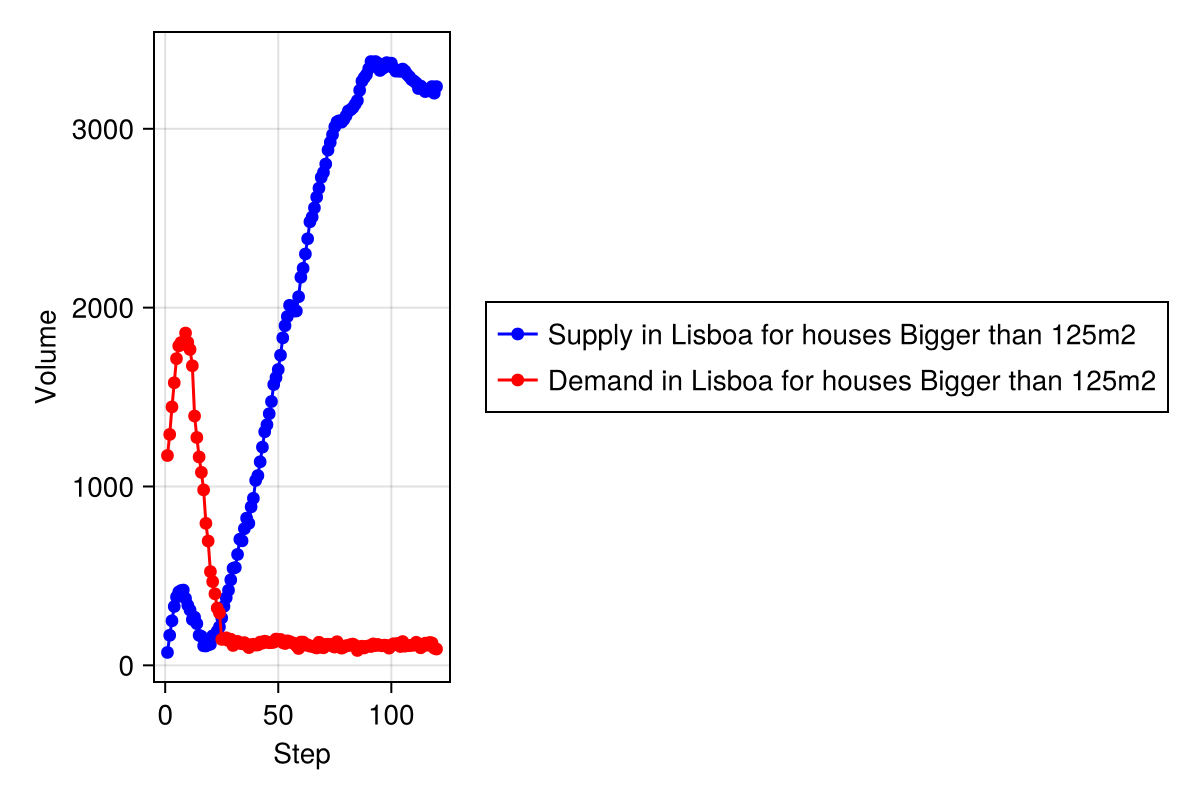 3000
2000
1000
0
Volume
0 50 100
Step
Supply in Lisboa for houses Bigger than 125m2
Demand in Lisboa for houses Bigger than 125m2